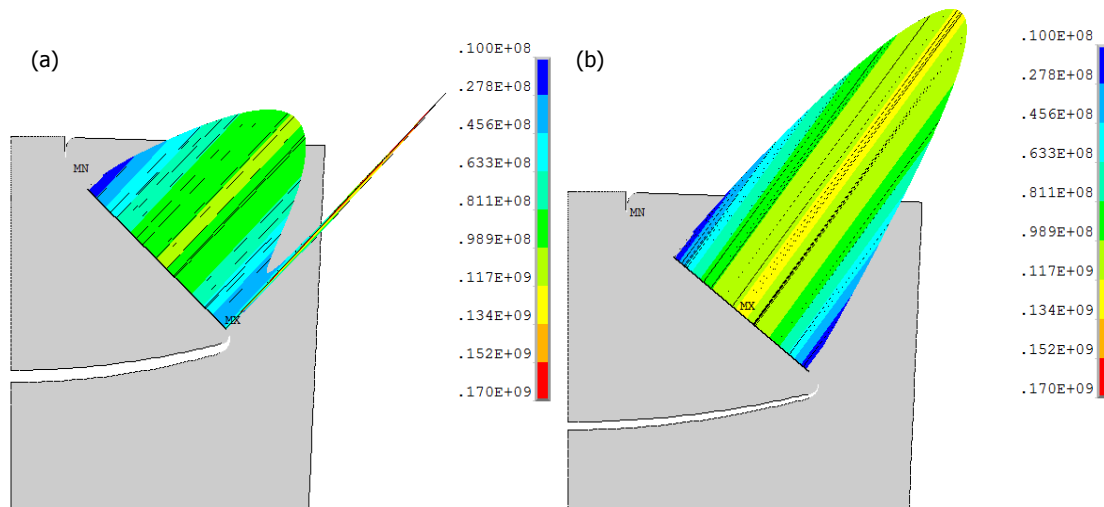 (a)
.100E+08
.278E+08
.456E+08
.633E+08
.811E+08
.989E+08
.117E+09
.134E+09
.152E+09
.170E+09
MN
MX
(b)
.100E+08
.278E+08
.456E+08
.633E+08
.811E+08
.989E+08
.117E+09
.134E+09
.152E+09
.170E+09
MN
MX